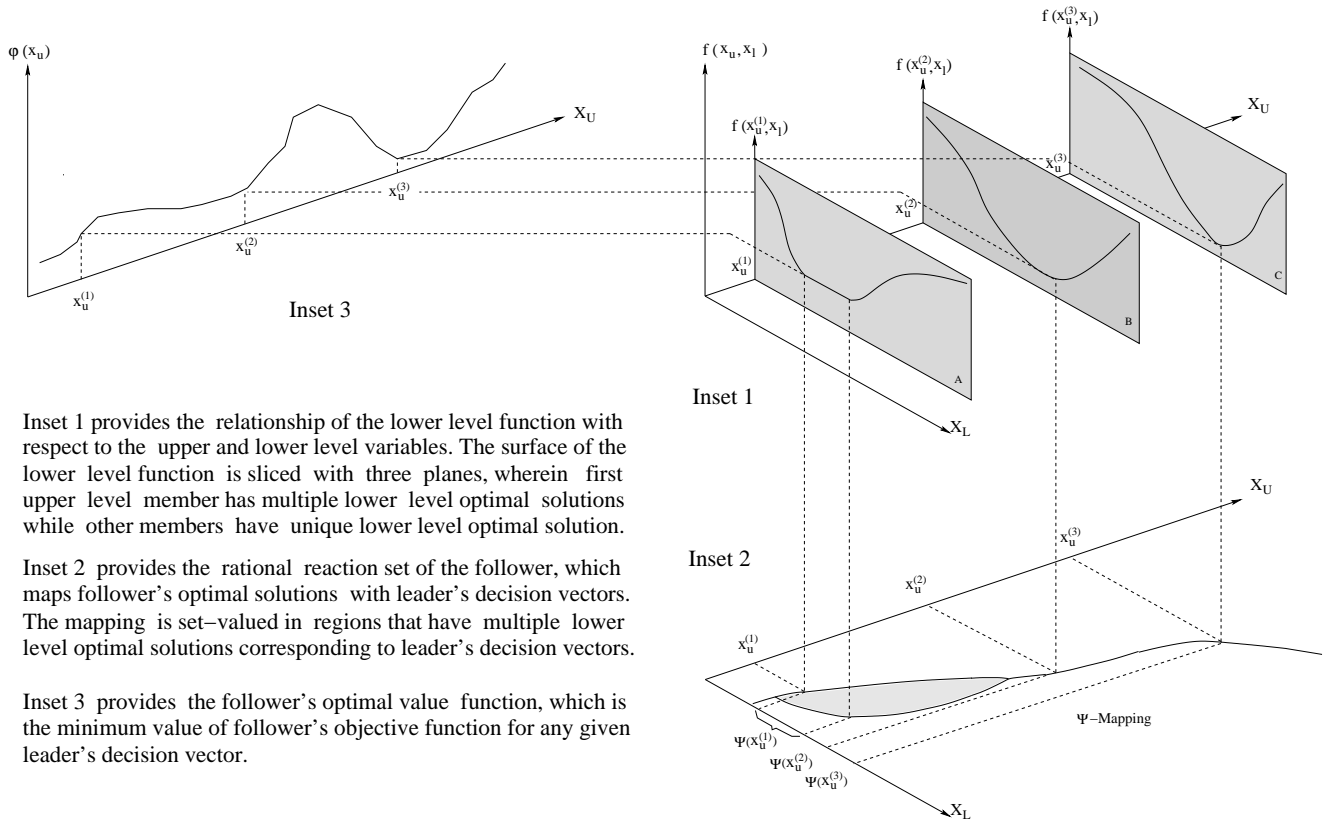 φ(x_u)
X_U
x_u^(1)
x_u^(2)
x_u^(3)
Inset 3
f(x_u,x_l)
f(x_u^(1),x_l)
f(x_u^(2),x_l)
f(x_u^(3),x_l)
X_U
x_u^(1)
x_u^(2)
x_u^(3)
A
B
C
X_L
Inset 1
Inset 1 provides the relationship of the lower level function with
respect to the upper and lower level variables. The surface of the
lower level function is sliced with three planes, wherein first
upper level member has multiple lower level optimal solutions
while other members have unique lower level optimal solution.
Inset 2 provides the rational reaction set of the follower, which
maps follower's optimal solutions with leader's decision vectors.
The mapping is set−valued in regions that have multiple lower
level optimal solutions corresponding to leader's decision vectors.
Inset 3 provides the follower's optimal value function, which is
the minimum value of follower's objective function for any given
leader's decision vector.
Inset 2
X_U
x_u^(1)
x_u^(2)
x_u^(3)
Ψ−Mapping
Ψ(x_u^(1))
Ψ(x_u^(2))
Ψ(x_u^(3))
X_L